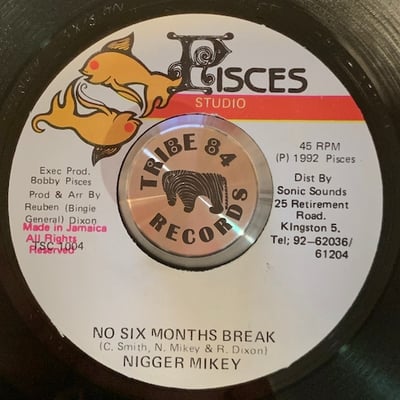 PISCES
STUDIO
45 RPM
(P) 1992 Pisces
Exec Prod.
Bobby Pisces
Prod & Arr By
Reuben (Bingie
General) Dixon
Made in Jamaica
All Rights
Reserved
TSC 1004
Dist By
Sonic Sounds
25 Retirement
Road.
Kingston 5.
Tel; 92-62036/
61204
TRIBE 84
RECORDS
NO SIX MONTHS BREAK
(C. Smith, N. Mikey & R. Dixon)
NIGGER MIKEY